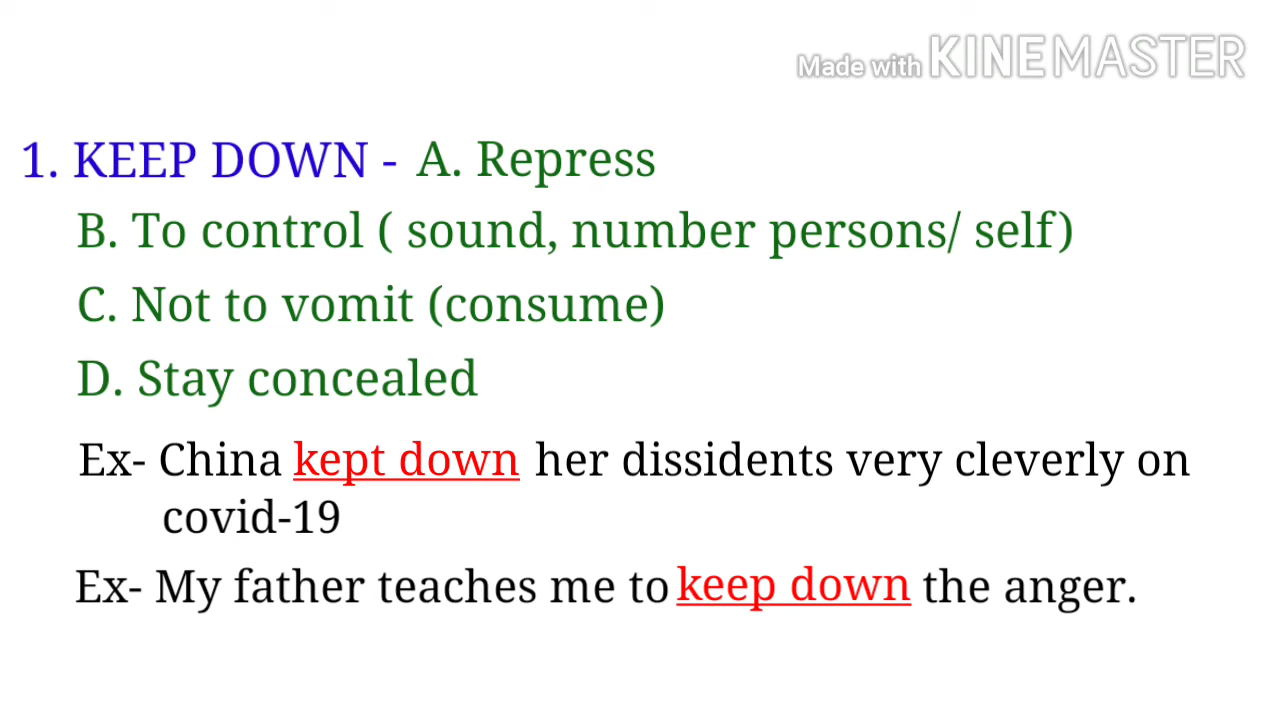 Made with KINEMASTER
1. KEEP DOWN - A. Repress
B. To control ( sound, number persons/ self)
C. Not to vomit (consume)
D. Stay concealed
Ex- China kept down her dissidents very cleverly on
covid-19
Ex- My father teaches me to keep down the anger.